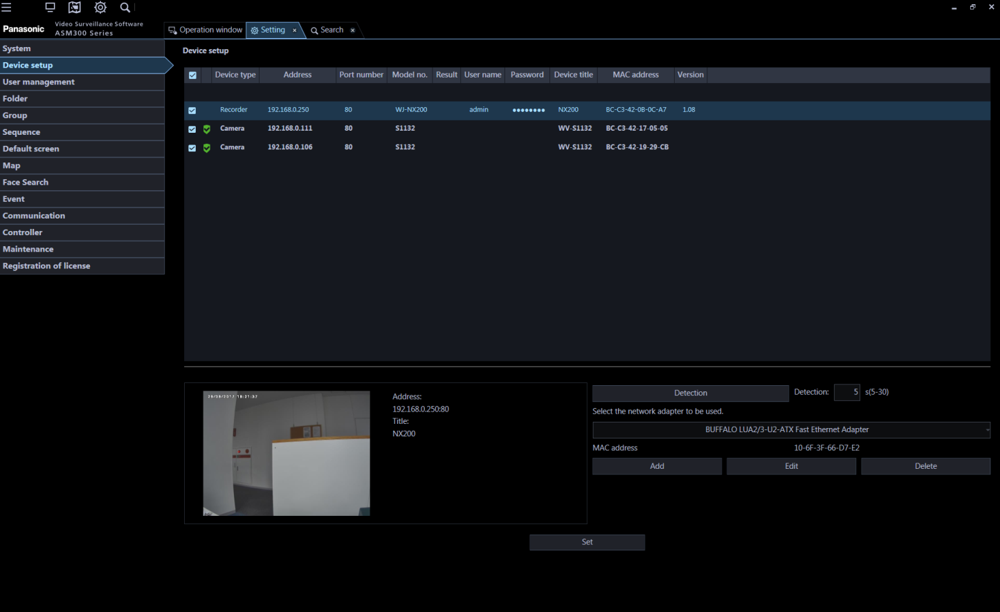 Panasonic
Video Surveillance Software
ASM300 Series
Operation window
Setting
Search
System
Device setup
User management
Folder
Group
Sequence
Default screen
Map
Face Search
Event
Communication
Controller
Maintenance
Registration of license
Device setup
Device type Address Port number Model no. Result User name Password Device title MAC address Version
Recorder 192.168.0.250 80 WJ-NX200 admin ●●●●●●●● NX200 BC-C3-42-0B-0C-A7 1.08
Camera 192.168.0.111 80 S1132 WV-S1132 BC-C3-42-17-05-05
Camera 192.168.0.106 80 S1132 WV-S1132 BC-C3-42-19-29-CB
Address:
192.168.0.250:80
Title:
NX200
Detection
Detection: 5 s(5-30)
Select the network adapter to be used.
BUFFALO LUA2/3-U2-ATX Fast Ethernet Adapter
MAC address 10-6F-3F-66-D7-E2
Add Edit Delete
Set